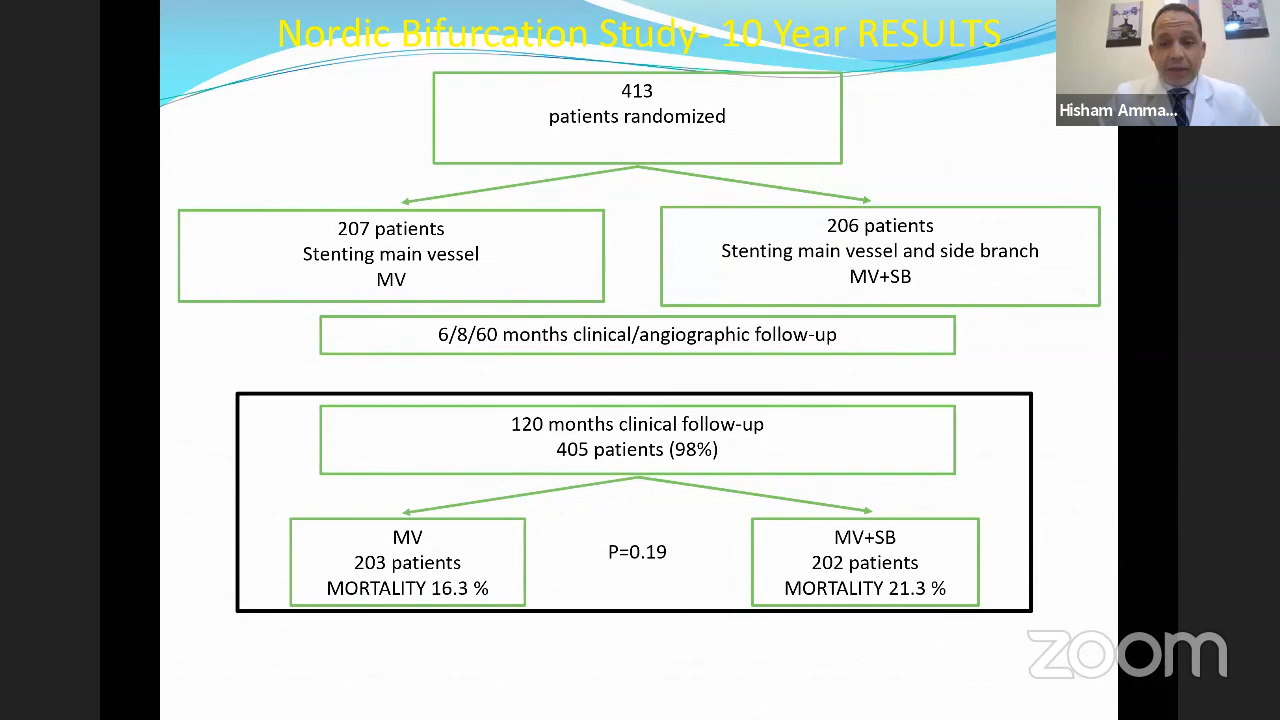 Nordic Bifurcation Study- 10 Year RESULTS
Hisham Amma...
413
patients randomized
207 patients
Stenting main vessel
MV
206 patients
Stenting main vessel and side branch
MV+SB
6/8/60 months clinical/angiographic follow-up
120 months clinical follow-up
405 patients (98%)
MV
203 patients
MORTALITY 16.3 %
P=0.19
MV+SB
202 patients
MORTALITY 21.3 %
zoom